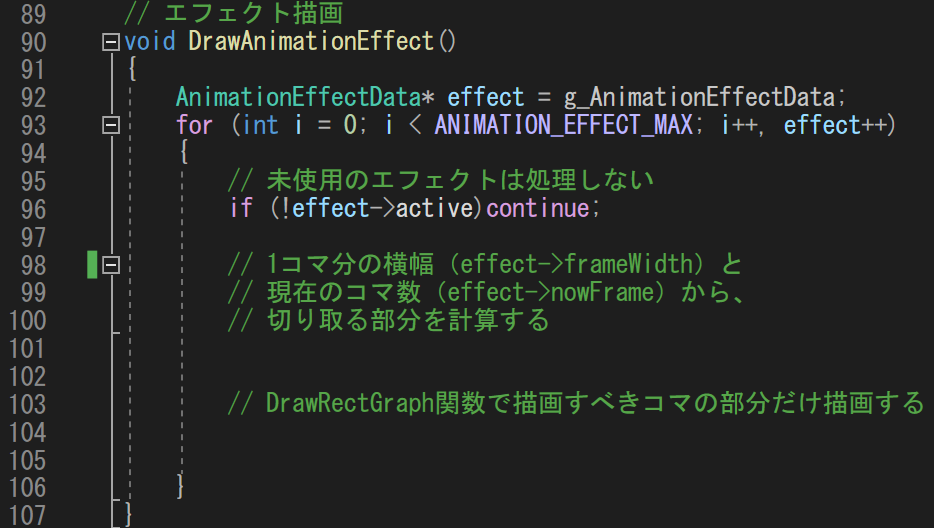 89 // エフェクト描画
90 void DrawAnimationEffect()
91 {
92 AnimationEffectData* effect = g_AnimationEffectData;
93 for (int i = 0; i < ANIMATION_EFFECT_MAX; i++, effect++)
94 {
95 // 未使用のエフェクトは処理しない
96 if (!effect->active)continue;
97
98 // 1コマ分の横幅（effect->frameWidth）と
99 // 現在のコマ数（effect->nowFrame）から、
100 // 切り取る部分を計算する
101
102
103 // DrawRectGraph関数で描画すべきコマの部分だけ描画する
104
105
106 }
107 }